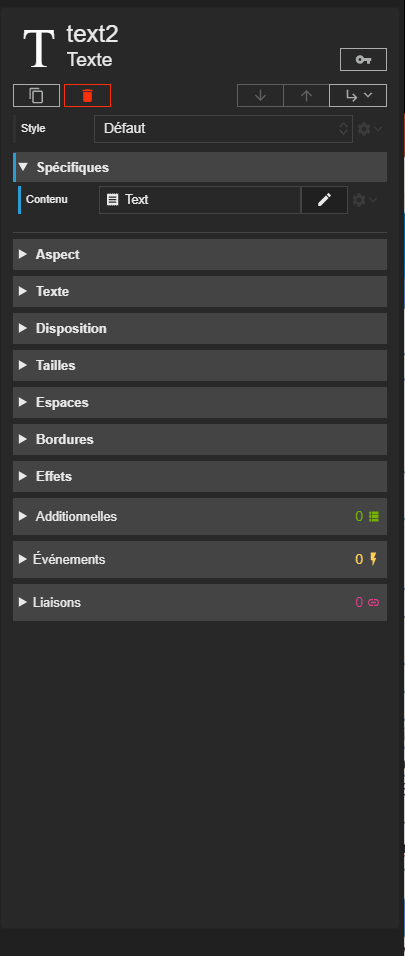 T
text2
Texte
Style
Défaut
Spécifiques
Contenu
Text
Aspect
Texte
Disposition
Tailles
Espaces
Bordures
Effets
Additionnelles 0
Événements 0
Liaisons 0